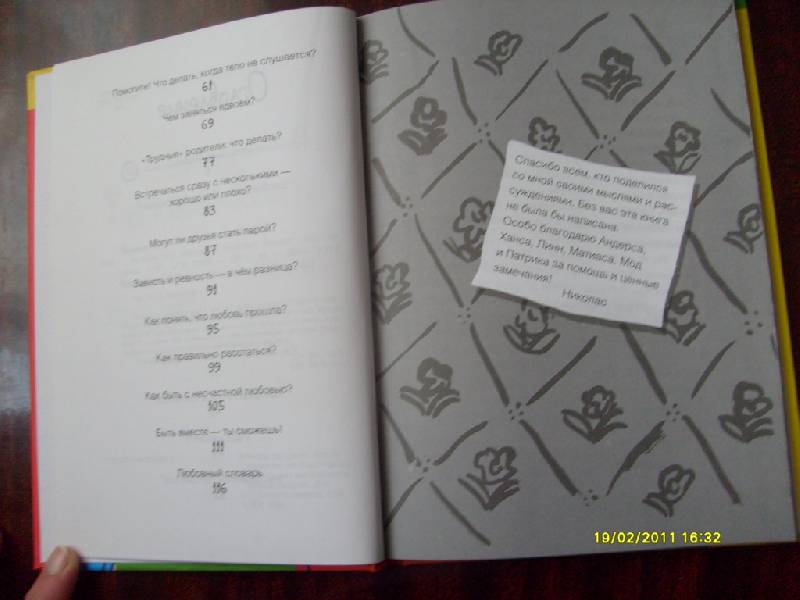 Помогите! Что делать, когда тело не слушается?
61
Чем заняться вдвоём?
69
«Трудные» родители: что делать?
77
Встречаться сразу с несколькими —
хорошо или плохо?
83
Могут ли друзья стать парой?
87
Зависть и ревность — в чём разница?
91
Как понять, что любовь прошла?
95
Как правильно расстаться?
99
Как быть с несчастной любовью?
105
Быть вместе — ты сможешь!
111
Любовный словарь
116
Спасибо всем, кто поделился
со мной своими мыслями и рас-
суждениями. Без вас эта книга
не была бы написана.
Особо благодарю Андерса,
Ханса, Линн, Матиаса, Мод
и Патрика за помощь и ценные
замечания!
Николас
19/02/2011 16:32